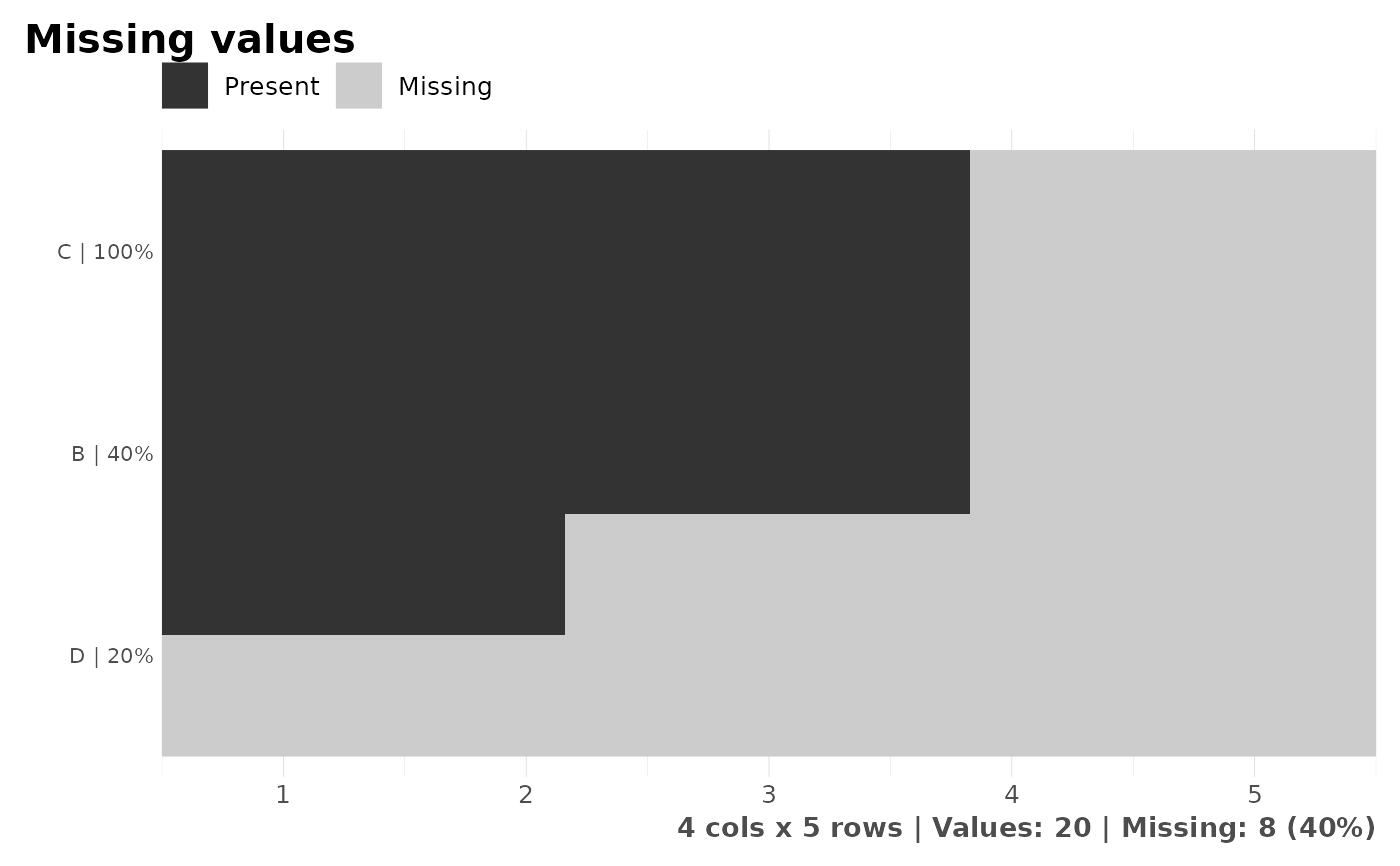 Missing values
Present Missing
C | 100%
B | 40%
D | 20%
1 2 3 4 5
4 cols x 5 rows | Values: 20 | Missing: 8 (40%)